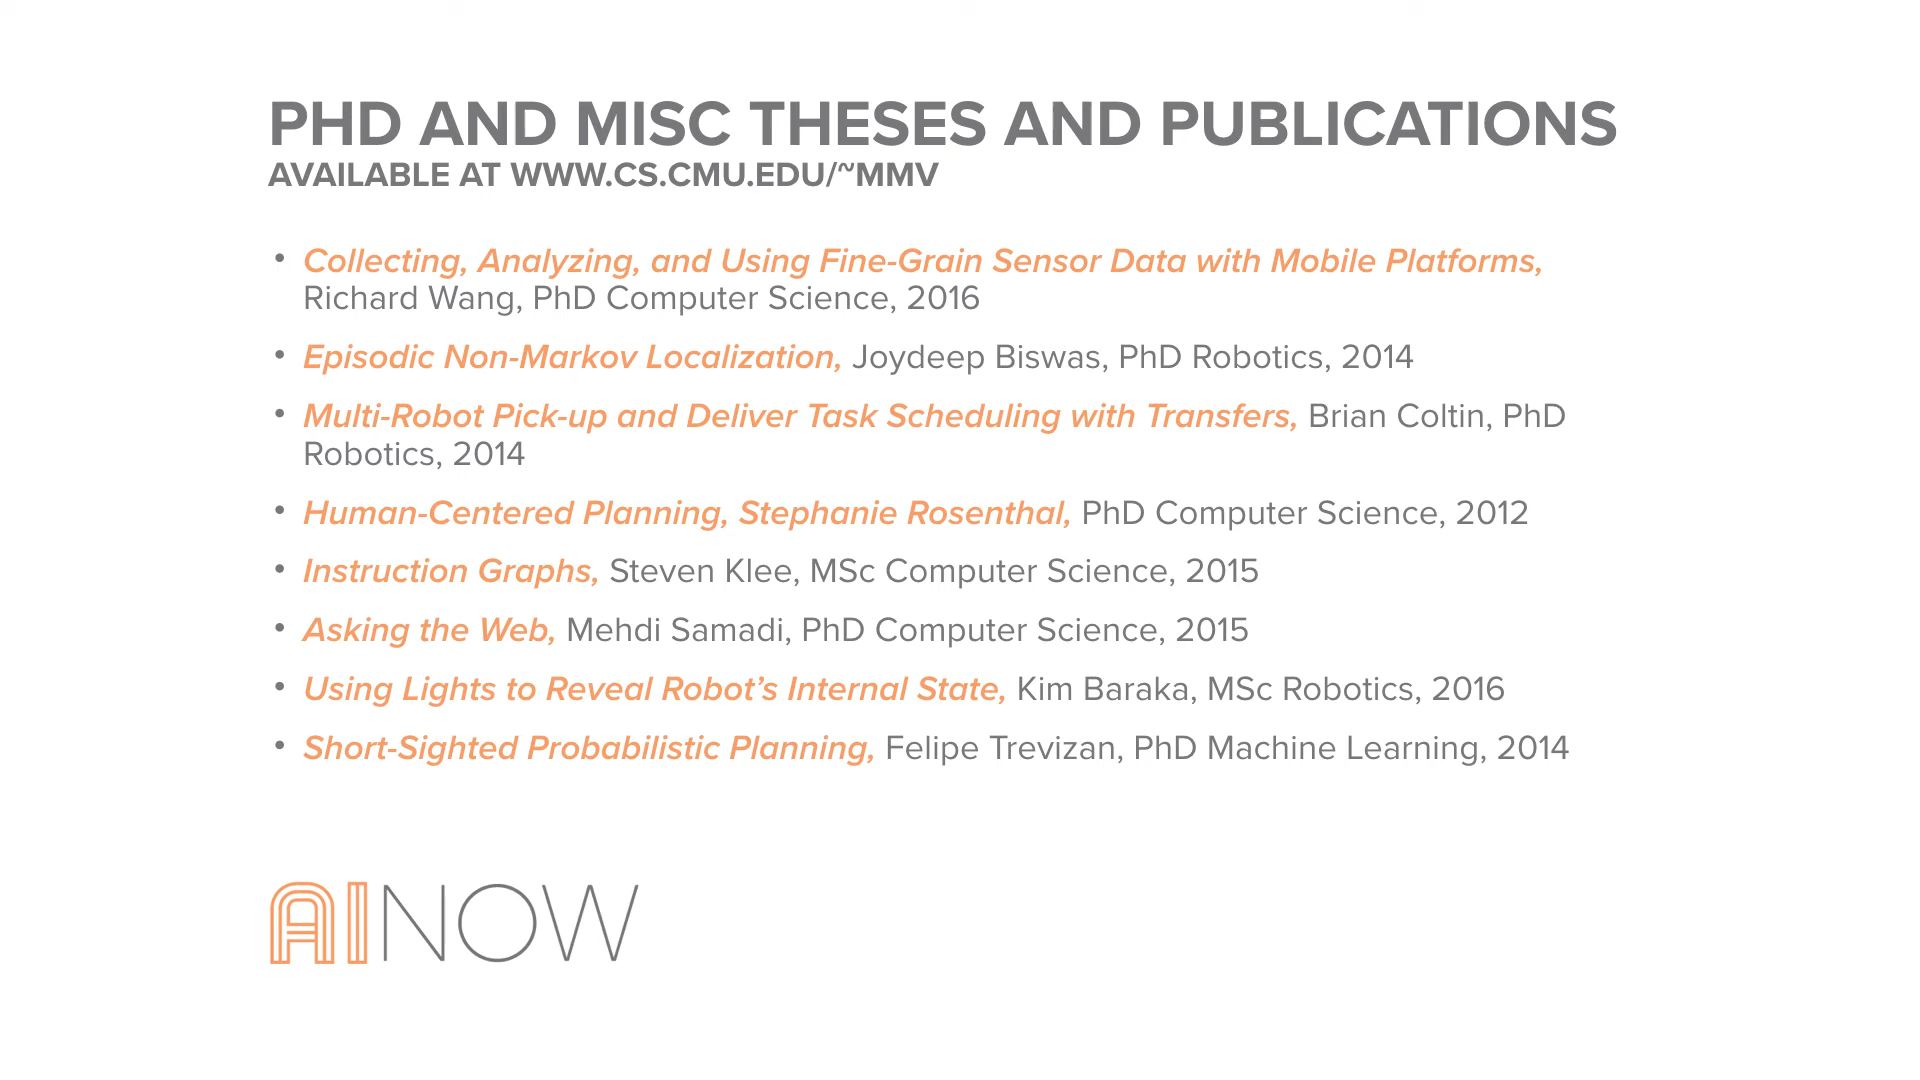 PHD AND MISC THESES AND PUBLICATIONS
AVAILABLE AT WWW.CS.CMU.EDU/~MMV
• Collecting, Analyzing, and Using Fine-Grain Sensor Data with Mobile Platforms,
Richard Wang, PhD Computer Science, 2016
• Episodic Non-Markov Localization, Joydeep Biswas, PhD Robotics, 2014
• Multi-Robot Pick-up and Deliver Task Scheduling with Transfers, Brian Coltin, PhD
Robotics, 2014
• Human-Centered Planning, Stephanie Rosenthal, PhD Computer Science, 2012
• Instruction Graphs, Steven Klee, MSc Computer Science, 2015
• Asking the Web, Mehdi Samadi, PhD Computer Science, 2015
• Using Lights to Reveal Robot’s Internal State, Kim Baraka, MSc Robotics, 2016
• Short-Sighted Probabilistic Planning, Felipe Trevizan, PhD Machine Learning, 2014
AINOW